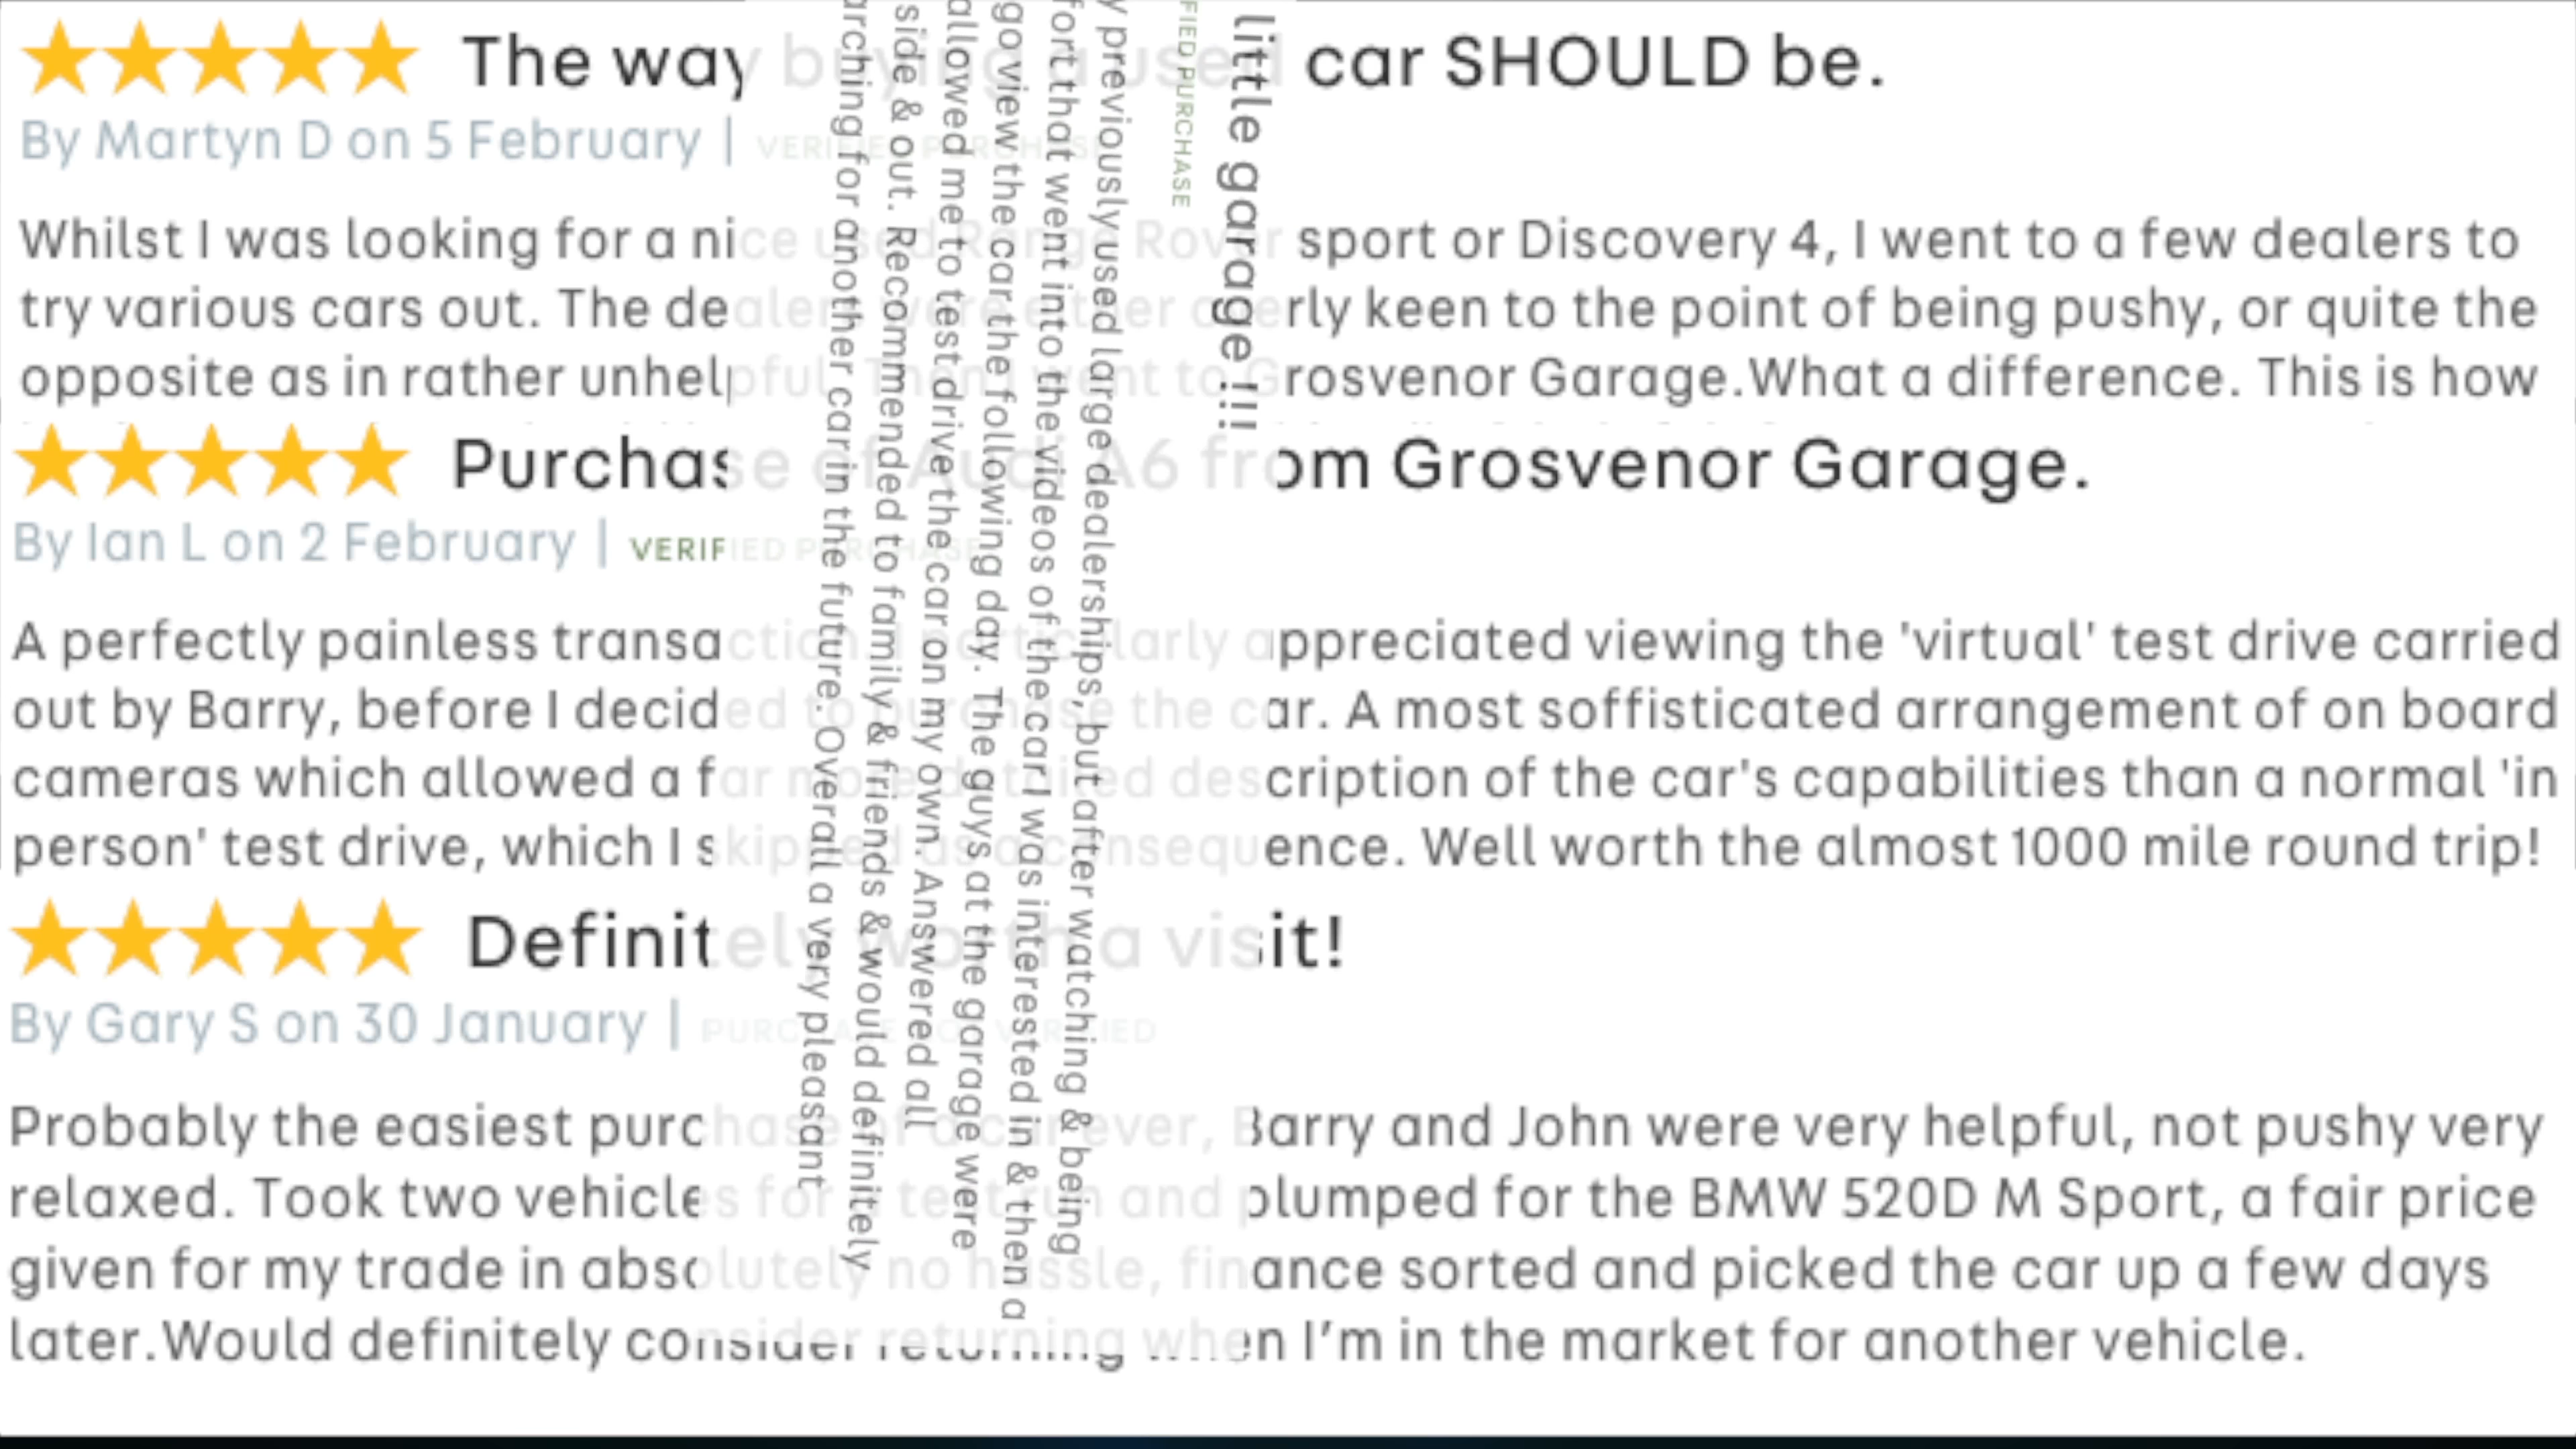 The way buying a used car SHOULD be.
By Martyn D on 5 February | VERIFIED PURCHASE
Whilst I was looking for a nice used Range Rover sport or Discovery 4, I went to a few dealers to
try various cars out. The dealers were either overly keen to the point of being pushy, or quite the
opposite as in rather unhelpful. Then I went to Grosvenor Garage.What a difference. This is how
Purchase of Audi A6 from Grosvenor Garage.
By Ian L on 2 February | VERIFIED PURCHASE
A perfectly painless transaction. I particularly appreciated viewing the 'virtual' test drive carried
out by Barry, before I decided to purchase the car. A most soffisticated arrangement of on board
cameras which allowed a far more detailed description of the car's capabilities than a normal 'in
person' test drive, which I skipped as a consequence. Well worth the almost 1000 mile round trip!
Definitely worth a visit!
By Gary S on 30 January | PURCHASE NOT VERIFIED
Probably the easiest purchase of a car ever, Barry and John were very helpful, not pushy very
relaxed. Took two vehicles for a test run and plumped for the BMW 520D M Sport, a fair price
given for my trade in absolutely no hassle, finance sorted and picked the car up a few days
later.Would definitely consider returning when I'm in the market for another vehicle.
little garage !!!
FIED PURCHASE
y previously used large dealerships, but after watching & being
fort that went into the videos of the car I was interested in & then a
go view the car the following day. The guys at the garage were
allowed me to test drive the car on my own. Answered all
side & out. Recommended to family & friends & would definitely
arching for another car in the future. Overall a very pleasant